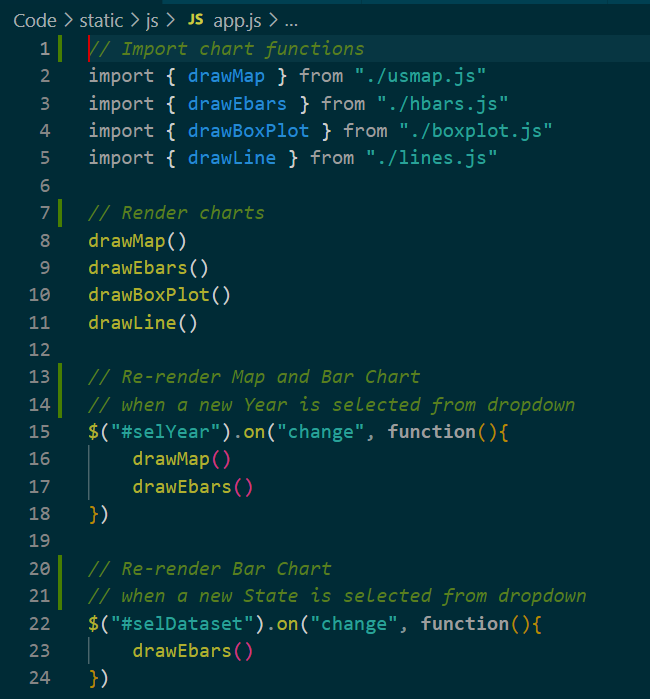 Code > static > js > JS app.js > ...
1 // Import chart functions
2 import { drawMap } from "./usmap.js"
3 import { drawEbars } from "./hbars.js"
4 import { drawBoxPlot } from "./boxplot.js"
5 import { drawLine } from "./lines.js"
6
7 // Render charts
8 drawMap()
9 drawEbars()
10 drawBoxPlot()
11 drawLine()
12
13 // Re-render Map and Bar Chart
14 // when a new Year is selected from dropdown
15 $("#selYear").on("change", function(){
16     drawMap()
17     drawEbars()
18 })
19
20 // Re-render Bar Chart
21 // when a new State is selected from dropdown
22 $("#selDataset").on("change", function(){
23     drawEbars()
24 })